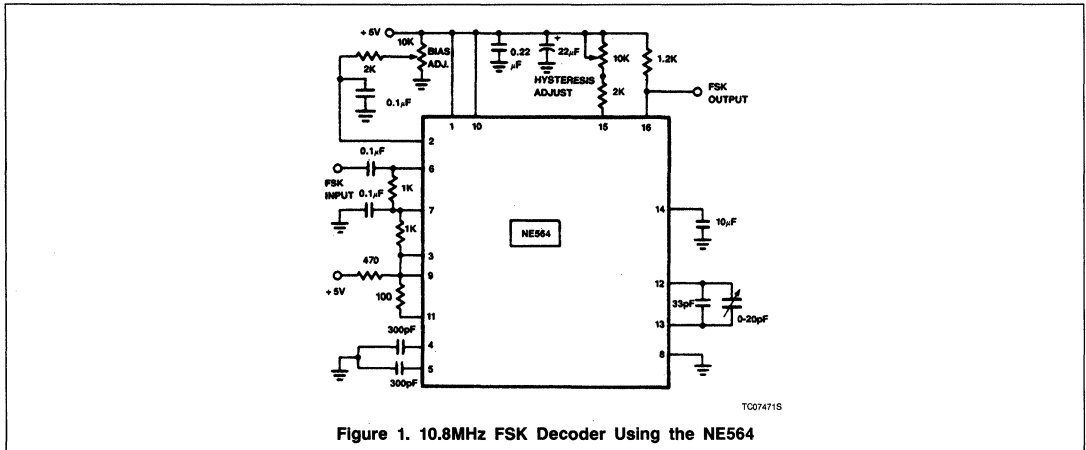 + 5V
10K
BIAS
ADJ.
2K
0.1μF
0.22
μF
+
22μF
10K
HYSTERESIS
ADJUST
2K
1.2K
FSK
OUTPUT
1
10
15
16
2
0.1μF
6
FSK
INPUT
0.1μF
1K
7
1K
3
470
9
+ 5V
100
11
300pF
4
5
300pF
NE564
14
10μF
12
33pF
0-20pF
13
8
TC07471S
Figure 1. 10.8MHz FSK Decoder Using the NE564